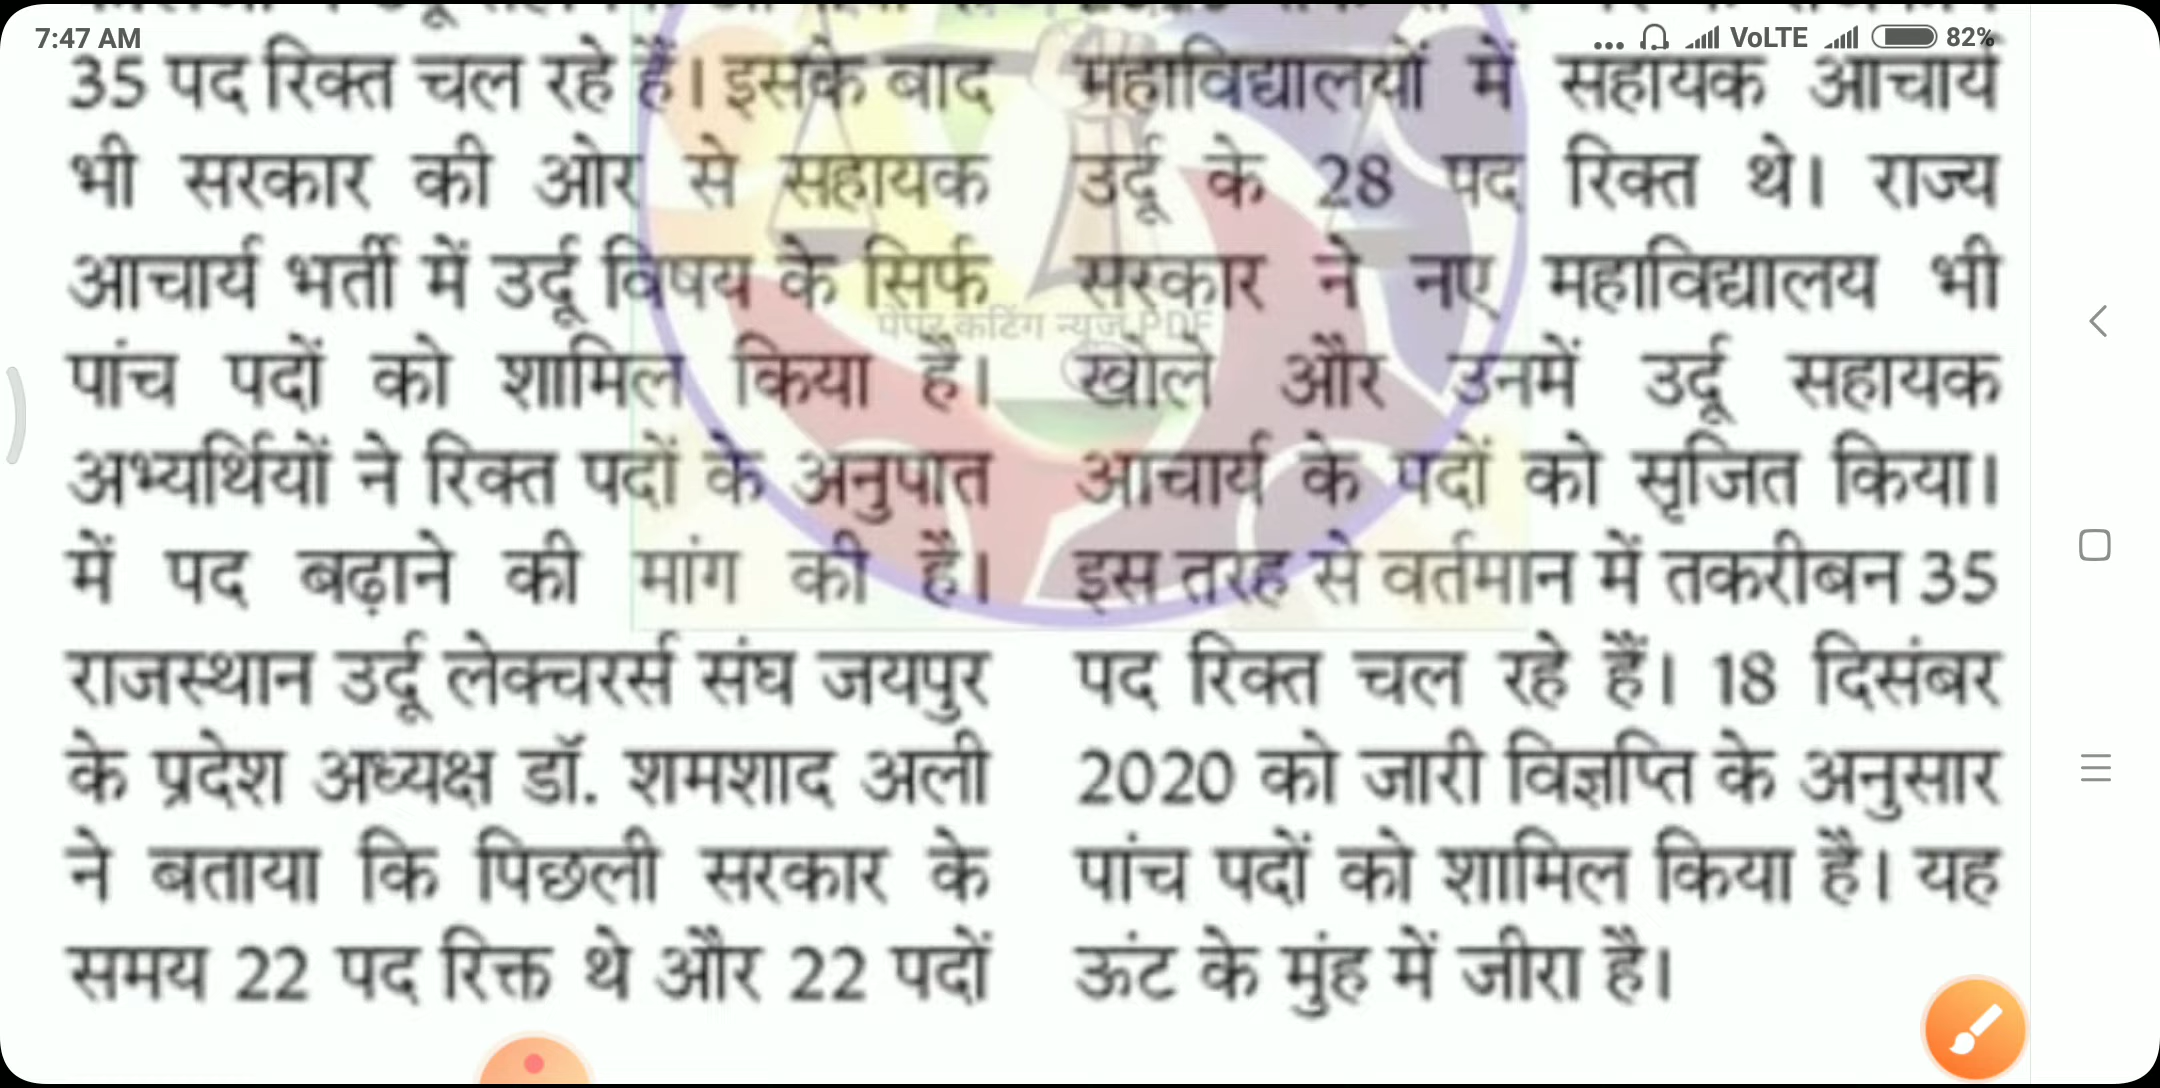 7:47 AM
... VoLTE 82%
35 पद रिक्त चल रहे हैं। इसके बाद
भी सरकार की ओर से सहायक
आचार्य भर्ती में उर्दू विषय के सिर्फ
पांच पदों को शामिल किया है।
अभ्यर्थियों ने रिक्त पदों के अनुपात
में पद बढ़ाने की मांग की है।
राजस्थान उर्दू लेक्चरर्स संघ जयपुर
के प्रदेश अध्यक्ष डॉ. शमशाद अली
ने बताया कि पिछली सरकार के
समय 22 पद रिक्त थे और 22 पदों
महाविद्यालयों में सहायक आचार्य
उर्दू के 28 पद रिक्त थे। राज्य
सरकार ने नए महाविद्यालय भी
खोले और उनमें उर्दू सहायक
आचार्य के पदों को सृजित किया।
इस तरह से वर्तमान में तकरीबन 35
पद रिक्त चल रहे हैं। 18 दिसंबर
2020 को जारी विज्ञप्ति के अनुसार
पांच पदों को शामिल किया है। यह
ऊंट के मुंह में जीरा है।
पेपर कटिंग न्यूज PDF